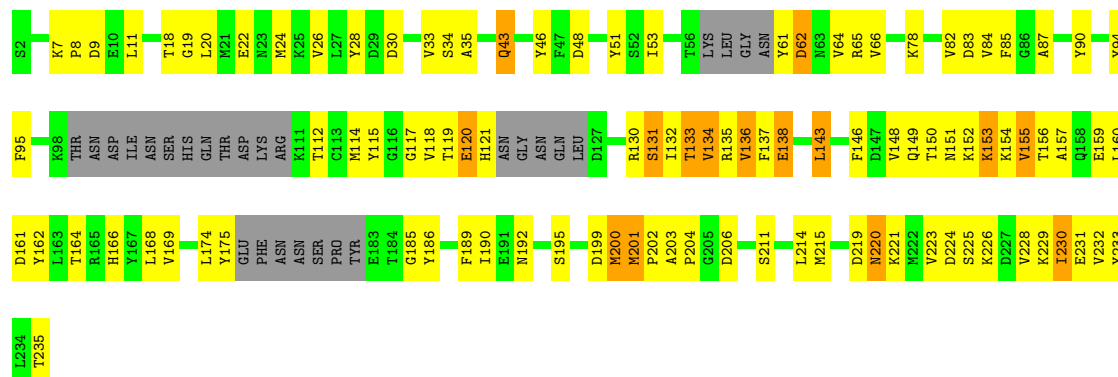 S2 K7 P8 D9 E10 L11 T18 G19 L20 M21 E22 N23 M24 K25 V26 L27 Y28 D29 D30 V33 S34 A35 Q43 Y46 F47 D48 Y51 S52 I53 T56 LYS LEU GLY ASN Y61 D62 N63 V64 R65 V66 K78 V82 D83 V84 F85 G86 A87 Y90 Y94
F95 K98 THR ASN ASP ILE ASN SER HIS GLN THR ASP LYS ARG K111 T112 C113 M114 Y115 G116 G117 V118 T119 E120 H121 ASN GLY ASN GLN LEU D127 R130 S131 I132 T133 V134 R135 V136 F137 E138 L143 F146 D147 V148 Q149 T150 N151 K152 K153 K154 V155 T156 A157 Q158 E159 L160
D161 Y162 L163 T164 R165 H166 Y167 L168 V169 L174 Y175 GLU PHE ASN ASN SER PRO TYR E183 T184 G185 Y186 F189 I190 E191 N192 S195 D199 M200 M201 P202 A203 P204 G205 D206 S211 L214 M215 D219 N220 K221 M222 V223 D224 S225 K226 D227 V228 K229 I230 E231 V232 Y233
L234 T235